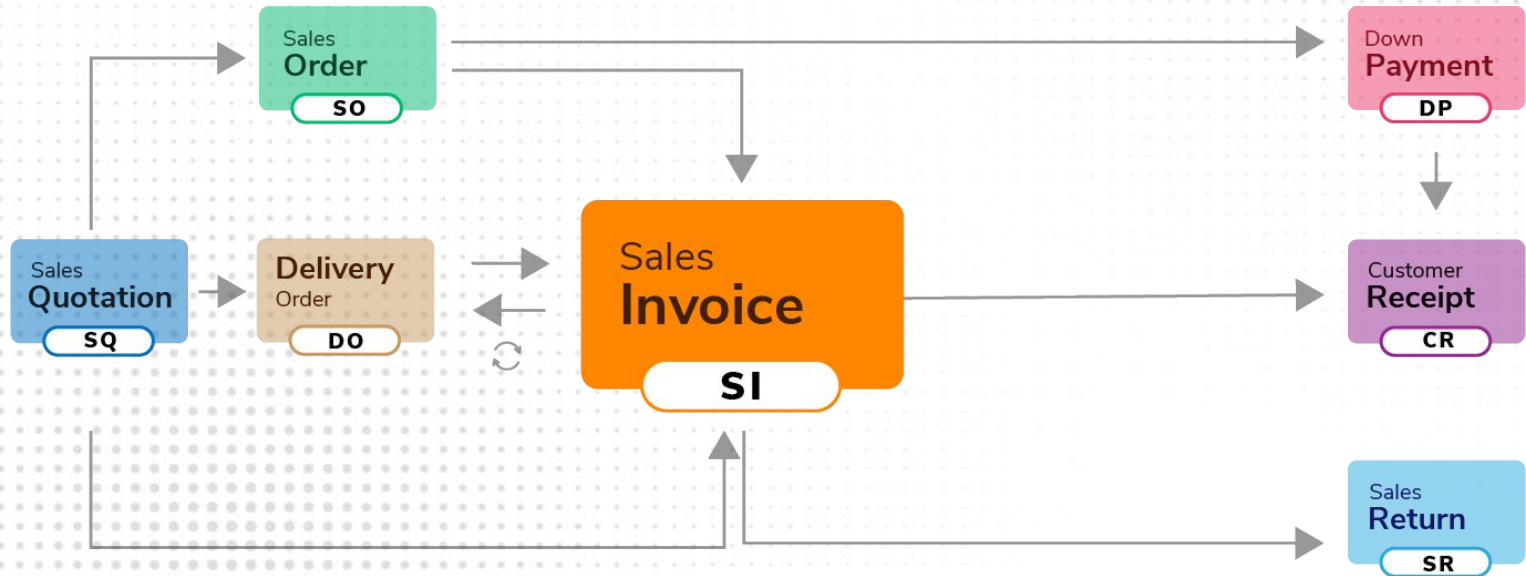 Sales
Order
SO
Down
Payment
DP
Sales
Quotation
SQ
Delivery
Order
DO
Sales
Invoice
SI
Customer
Receipt
CR
Sales
Return
SR